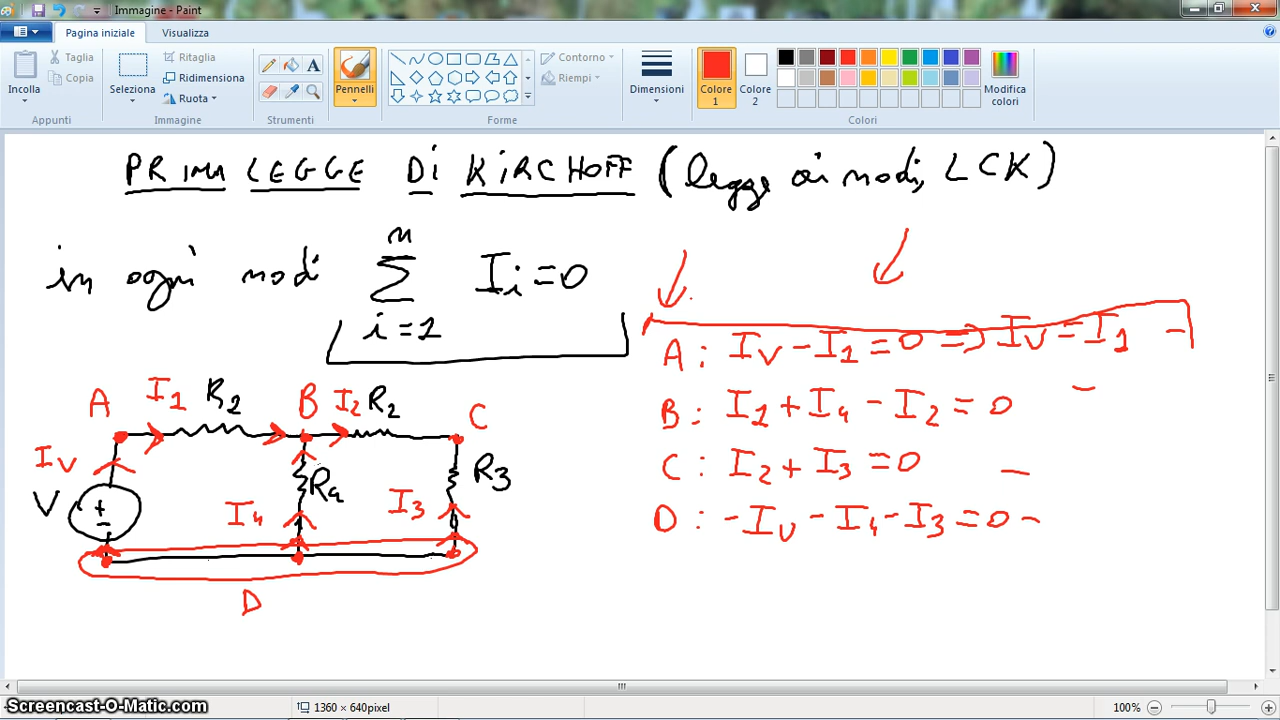 Immagine - Paint
Pagina iniziale
Visualizza
Incolla
Taglia
Copia
Appunti
Seleziona
Ritaglia
Ridimensiona
Ruota
Immagine
Strumenti
Pennelli
Contorno
Riempi
Forme
Dimensioni
Colore 1
Colore 2
Modifica colori
Colori
PRIMA LEGGE Di KiRCHOFF (legge ai nodi, LCK)
in ogni nodi
n
∑ Ii=0
i=1
A: IV-I1=0=>IV=I1
B: I1+I4-I2=0
C: I2+I3=0
D: -IV-I4-I3=0
A I1 R2 B I2 R2 C
IV
V + -
I4 R4 I3 R3
D
1360 x 640pixel
100%
Screencast-O-Matic.com